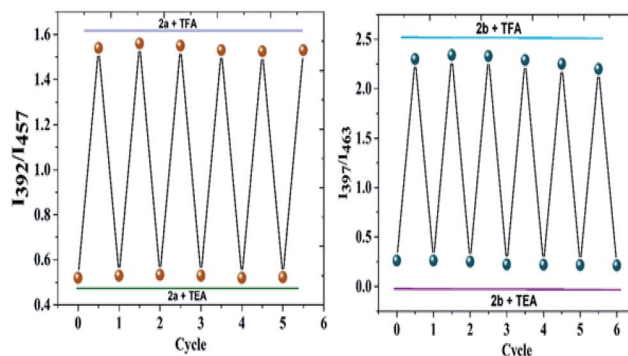 2a + TFA
1.6
1.4
1.2
1.0
0.8
0.6
0.4
I392/I457
2a + TEA
0 1 2 3 4 5 6
Cycle
2b + TFA
2.5
2.0
1.5
1.0
0.5
0.0
I397/I463
2b + TEA
0 1 2 3 4 5 6
Cycle